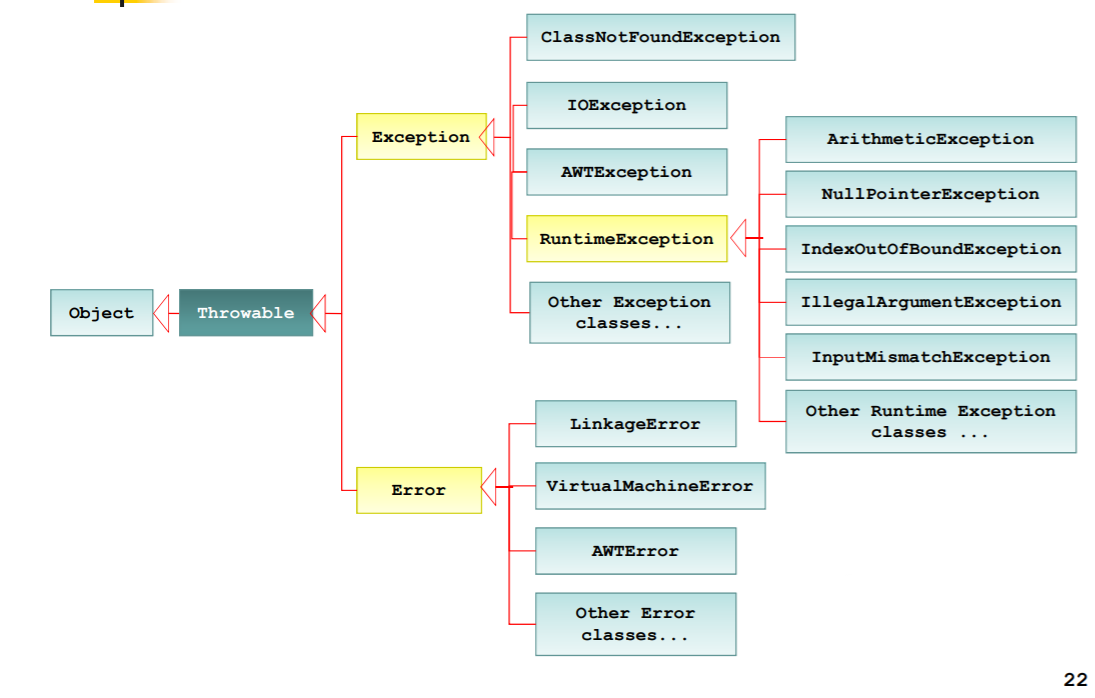 ClassNotFoundException
IOException
Exception
ArithmeticException
AWTException
NullPointerException
RuntimeException
IndexOutOfBoundException
Other Exception
classes...
IllegalArgumentException
Object
Throwable
InputMismatchException
Other Runtime Exception
classes ...
LinkageError
Error
VirtualMachineError
AWTError
Other Error
classes...
22